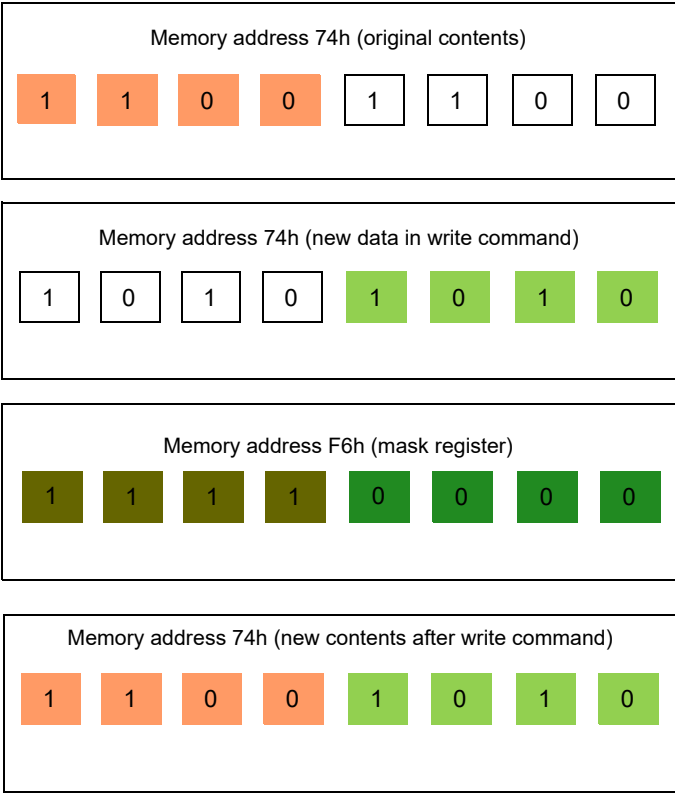 Memory address 74h (original contents)
1 1 0 0 1 1 0 0
Memory address 74h (new data in write command)
1 0 1 0 1 0 1 0
Memory address F6h (mask register)
1 1 1 1 0 0 0 0
Memory address 74h (new contents after write command)
1 1 0 0 1 0 1 0